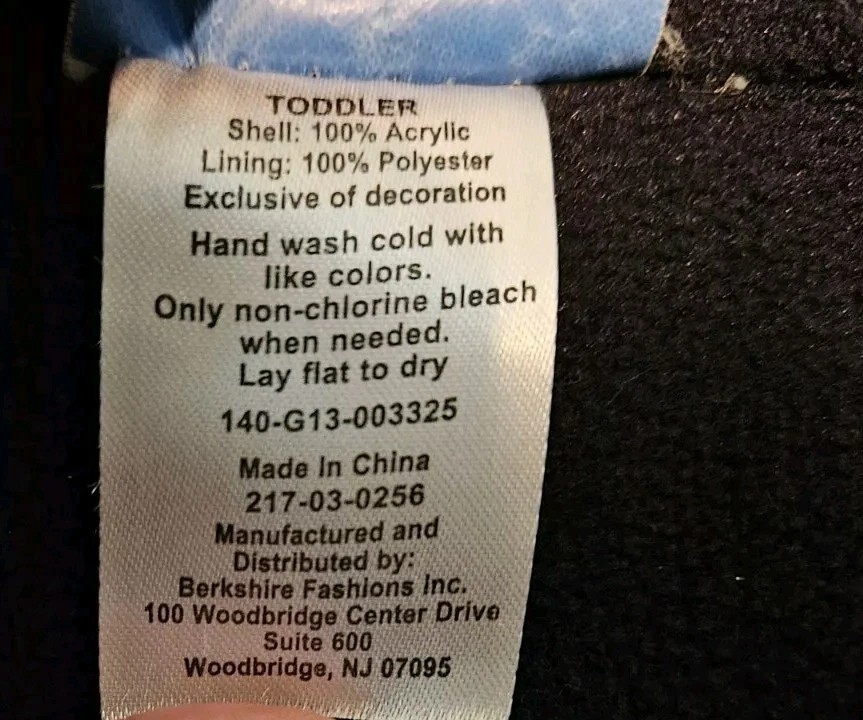 TODDLER
Shell: 100% Acrylic
Lining: 100% Polyester
Exclusive of decoration
Hand wash cold with
like colors.
Only non-chlorine bleach
when needed.
Lay flat to dry
140-G13-003325
Made In China
217-03-0256
Manufactured and
Distributed by:
Berkshire Fashions Inc.
100 Woodbridge Center Drive
Suite 600
Woodbridge, NJ 07095